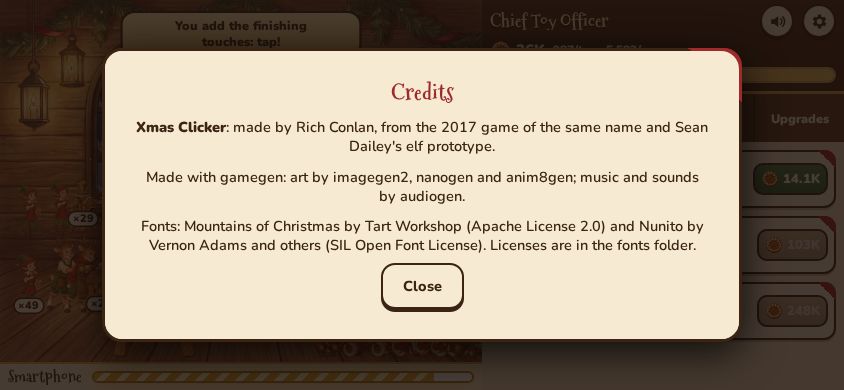 You add the finishing
touches: tap!
Chief Toy Officer
Credits
Xmas Clicker: made by Rich Conlan, from the 2017 game of the same name and Sean
Dailey's elf prototype.
Made with gamegen: art by imagegen2, nanogen and anim8gen; music and sounds
by audiogen.
Fonts: Mountains of Christmas by Tart Workshop (Apache License 2.0) and Nunito by
Vernon Adams and others (SIL Open Font License). Licenses are in the fonts folder.
Close
Upgrades
14.1K
103K
248K
×29
×49
Smartphone